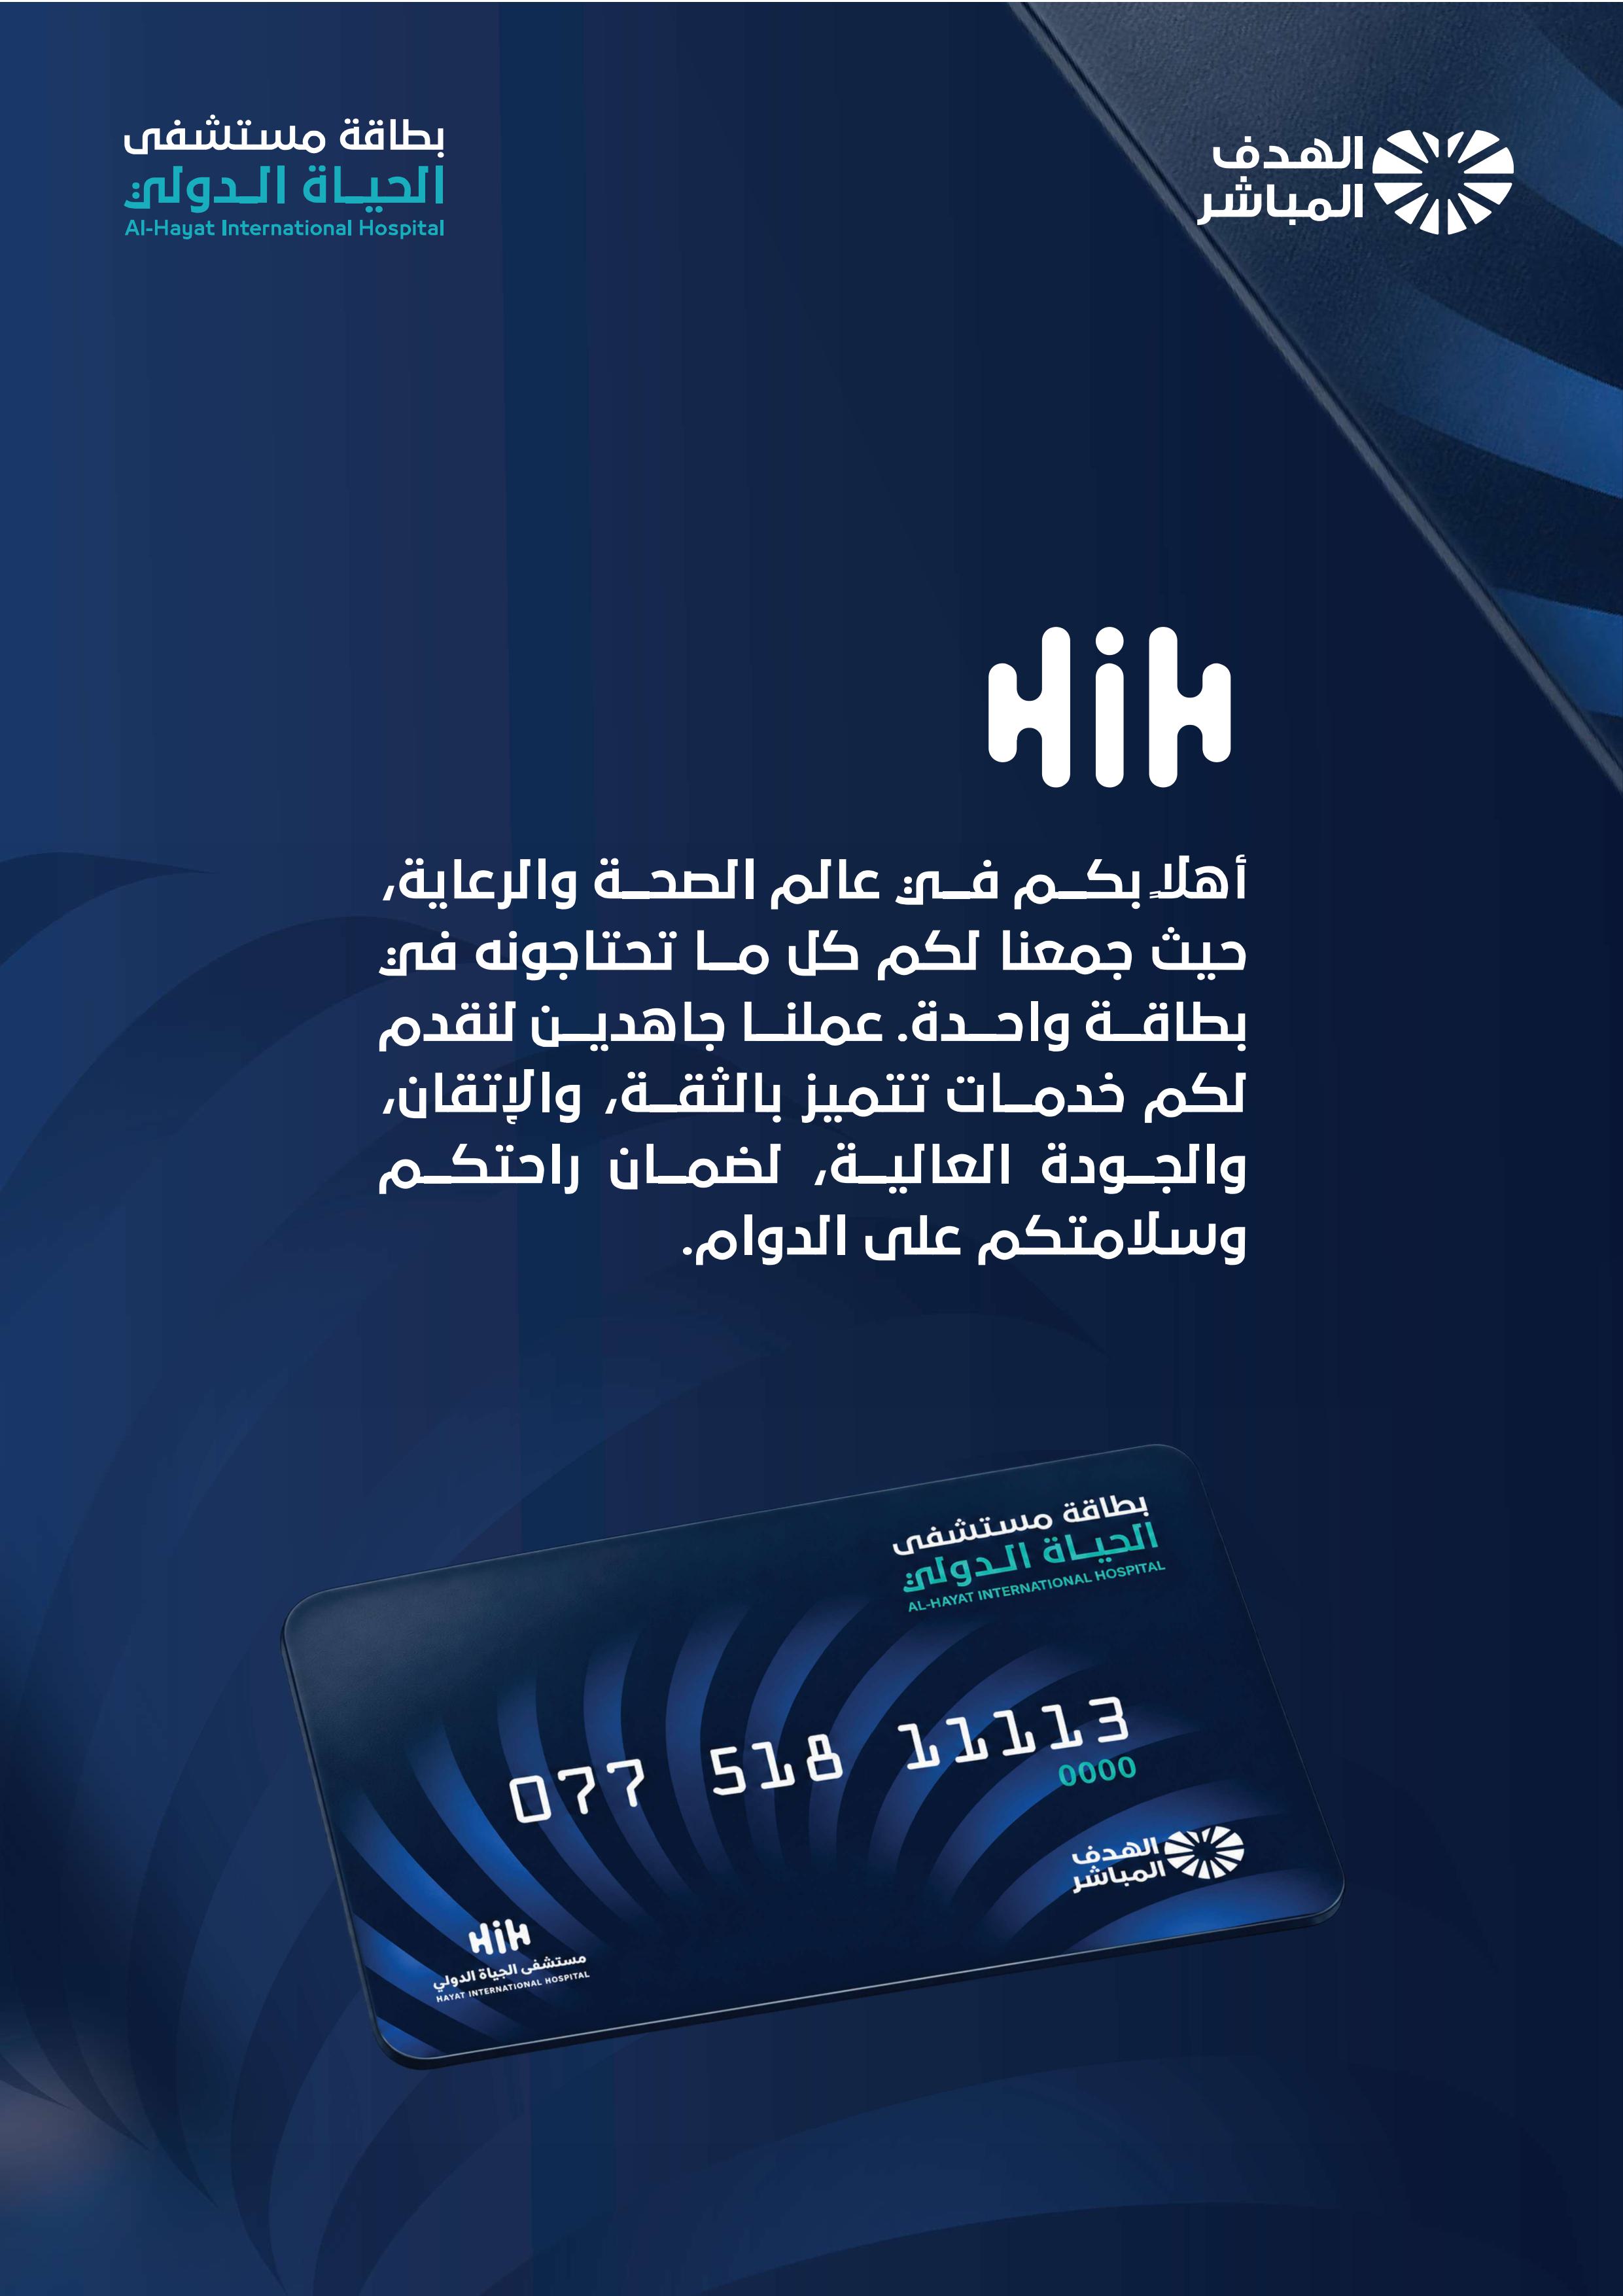 الهدف
المباشر
بطاقة مستشفى
الحياة الدولي
Al-Hayat International Hospital
HiH
أهلاً بكم في عالم الصحة والرعاية،
حيث جمعنا لكم كل ما تحتاجونه في
بطاقة واحدة. عملنا جاهدين لنقدم
لكم خدمات تتميز بالثقة، والإتقان،
والجودة العالية، لضمان راحتكم
وسلامتكم على الدوام.
بطاقة مستشفى
الحياة الدولي
AL-HAYAT INTERNATIONAL HOSPITAL
077 518 11113
0000
الهدف
المباشر
HiH
مستشفى الحياة الدولي
HAYAT INTERNATIONAL HOSPITAL